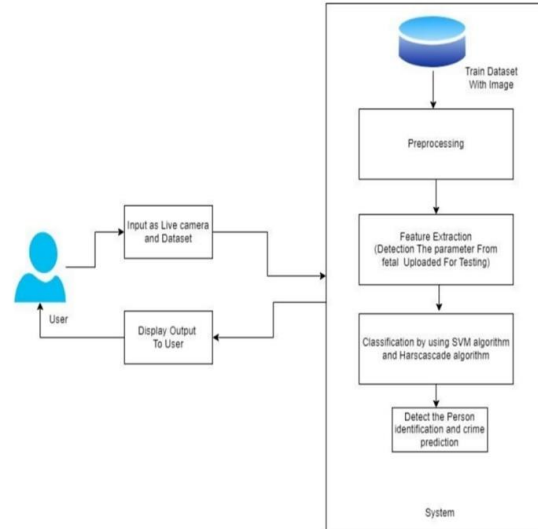 Train Dataset
With Image
Preprocessing
Input as Live camera
and Dataset
Feature Extraction
(Detection The parameter From
fetal Uploaded For Testing)
User
Display Output
To User
Classification by using SVM algorithm
and Harscascade algorithm
Detect the Person
identification and crime
prediction
System